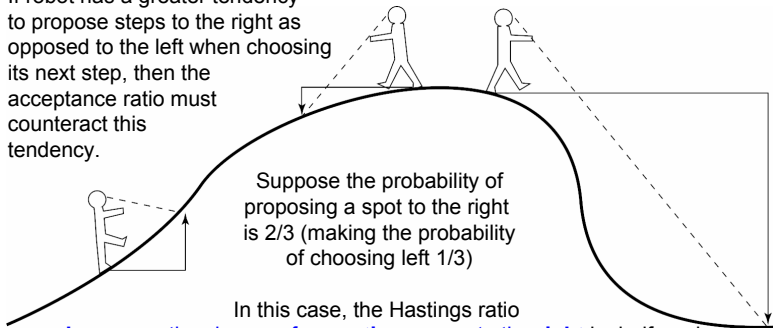 to propose steps to the right as
opposed to the left when choosing
its next step, then the
acceptance ratio must
counteract this
tendency.
Suppose the probability of
proposing a spot to the right
is 2/3 (making the probability
of choosing left 1/3)
In this case, the Hastings ratio